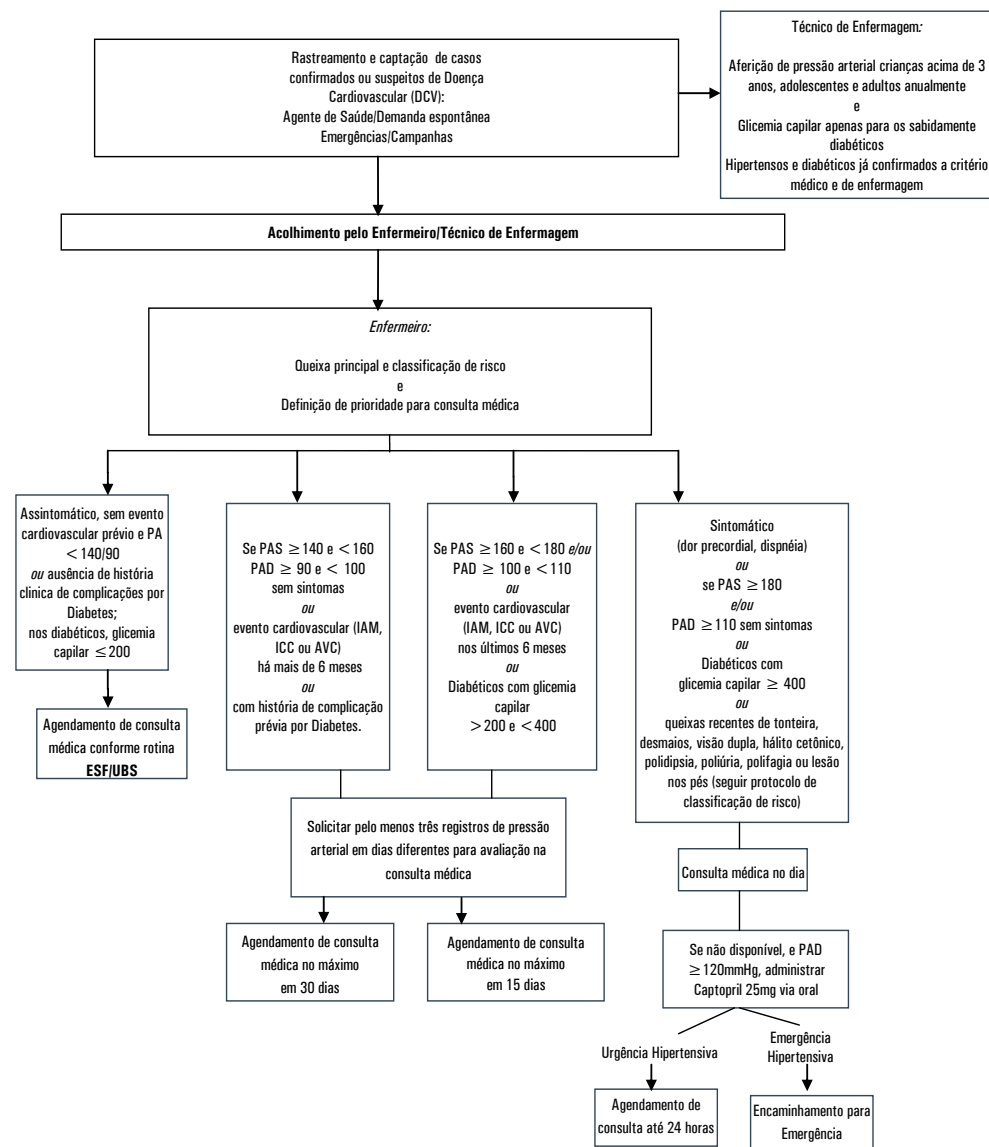 Rastreamento e captação de casos
confirmados ou suspeitos de Doença
Cardiovascular (DCV):
Agente de Saúde/Demanda espontânea
Emergências/Campanhas
Técnico de Enfermagem:
Aferição de pressão arterial crianças acima de 3
anos, adolescentes e adultos anualmente
e
Glicemia capilar apenas para os sabidamente
diabéticos
Hipertensos e diabéticos já confirmados a critério
médico e de enfermagem
Acolhimento pelo Enfermeiro/Técnico de Enfermagem
Enfermeiro:
Queixa principal e classificação de risco
e
Definição de prioridade para consulta médica
Assintomático, sem evento
cardiovascular prévio e PA
< 140/90
ou ausência de história
clinica de complicações por
Diabetes;
nos diabéticos, glicemia
capilar ≤200
Agendamento de consulta
médica conforme rotina
ESF/UBS
Se PAS ≥140 e < 160
PAD ≥ 90 e < 100
sem sintomas
ou
evento cardiovascular (IAM,
ICC ou AVC)
há mais de 6 meses
ou
com história de complicação
prévia por Diabetes.
Se PAS ≥160 e < 180 e/ou
PAD ≥ 100 e <110
ou
evento cardiovascular
(IAM, ICC ou AVC)
nos últimos 6 meses
ou
Diabéticos com glicemia
capilar
>200 e <400
Sintomático
(dor precordial, dispnéia)
ou
se PAS ≥180
e/ou
PAD ≥110 sem sintomas
ou
Diabéticos com
glicemia capilar ≥ 400
ou
queixas recentes de tonteira,
desmaios, visão dupla, hálito cetônico,
polidipsia, poliúria, polifagia ou lesão
nos pés (seguir protocolo de
classificação de risco)
Solicitar pelo menos três registros de pressão
arterial em dias diferentes para avaliação na
consulta médica
Agendamento de consulta
médica no máximo
em 30 dias
Agendamento de consulta
médica no máximo
em 15 dias
Consulta médica no dia
Se não disponível, e PAD
≥120mmHg, administrar
Captopril 25mg via oral
Urgência Hipertensiva
Emergência
Hipertensiva
Agendamento de
consulta até 24 horas
Encaminhamento para
Emergência